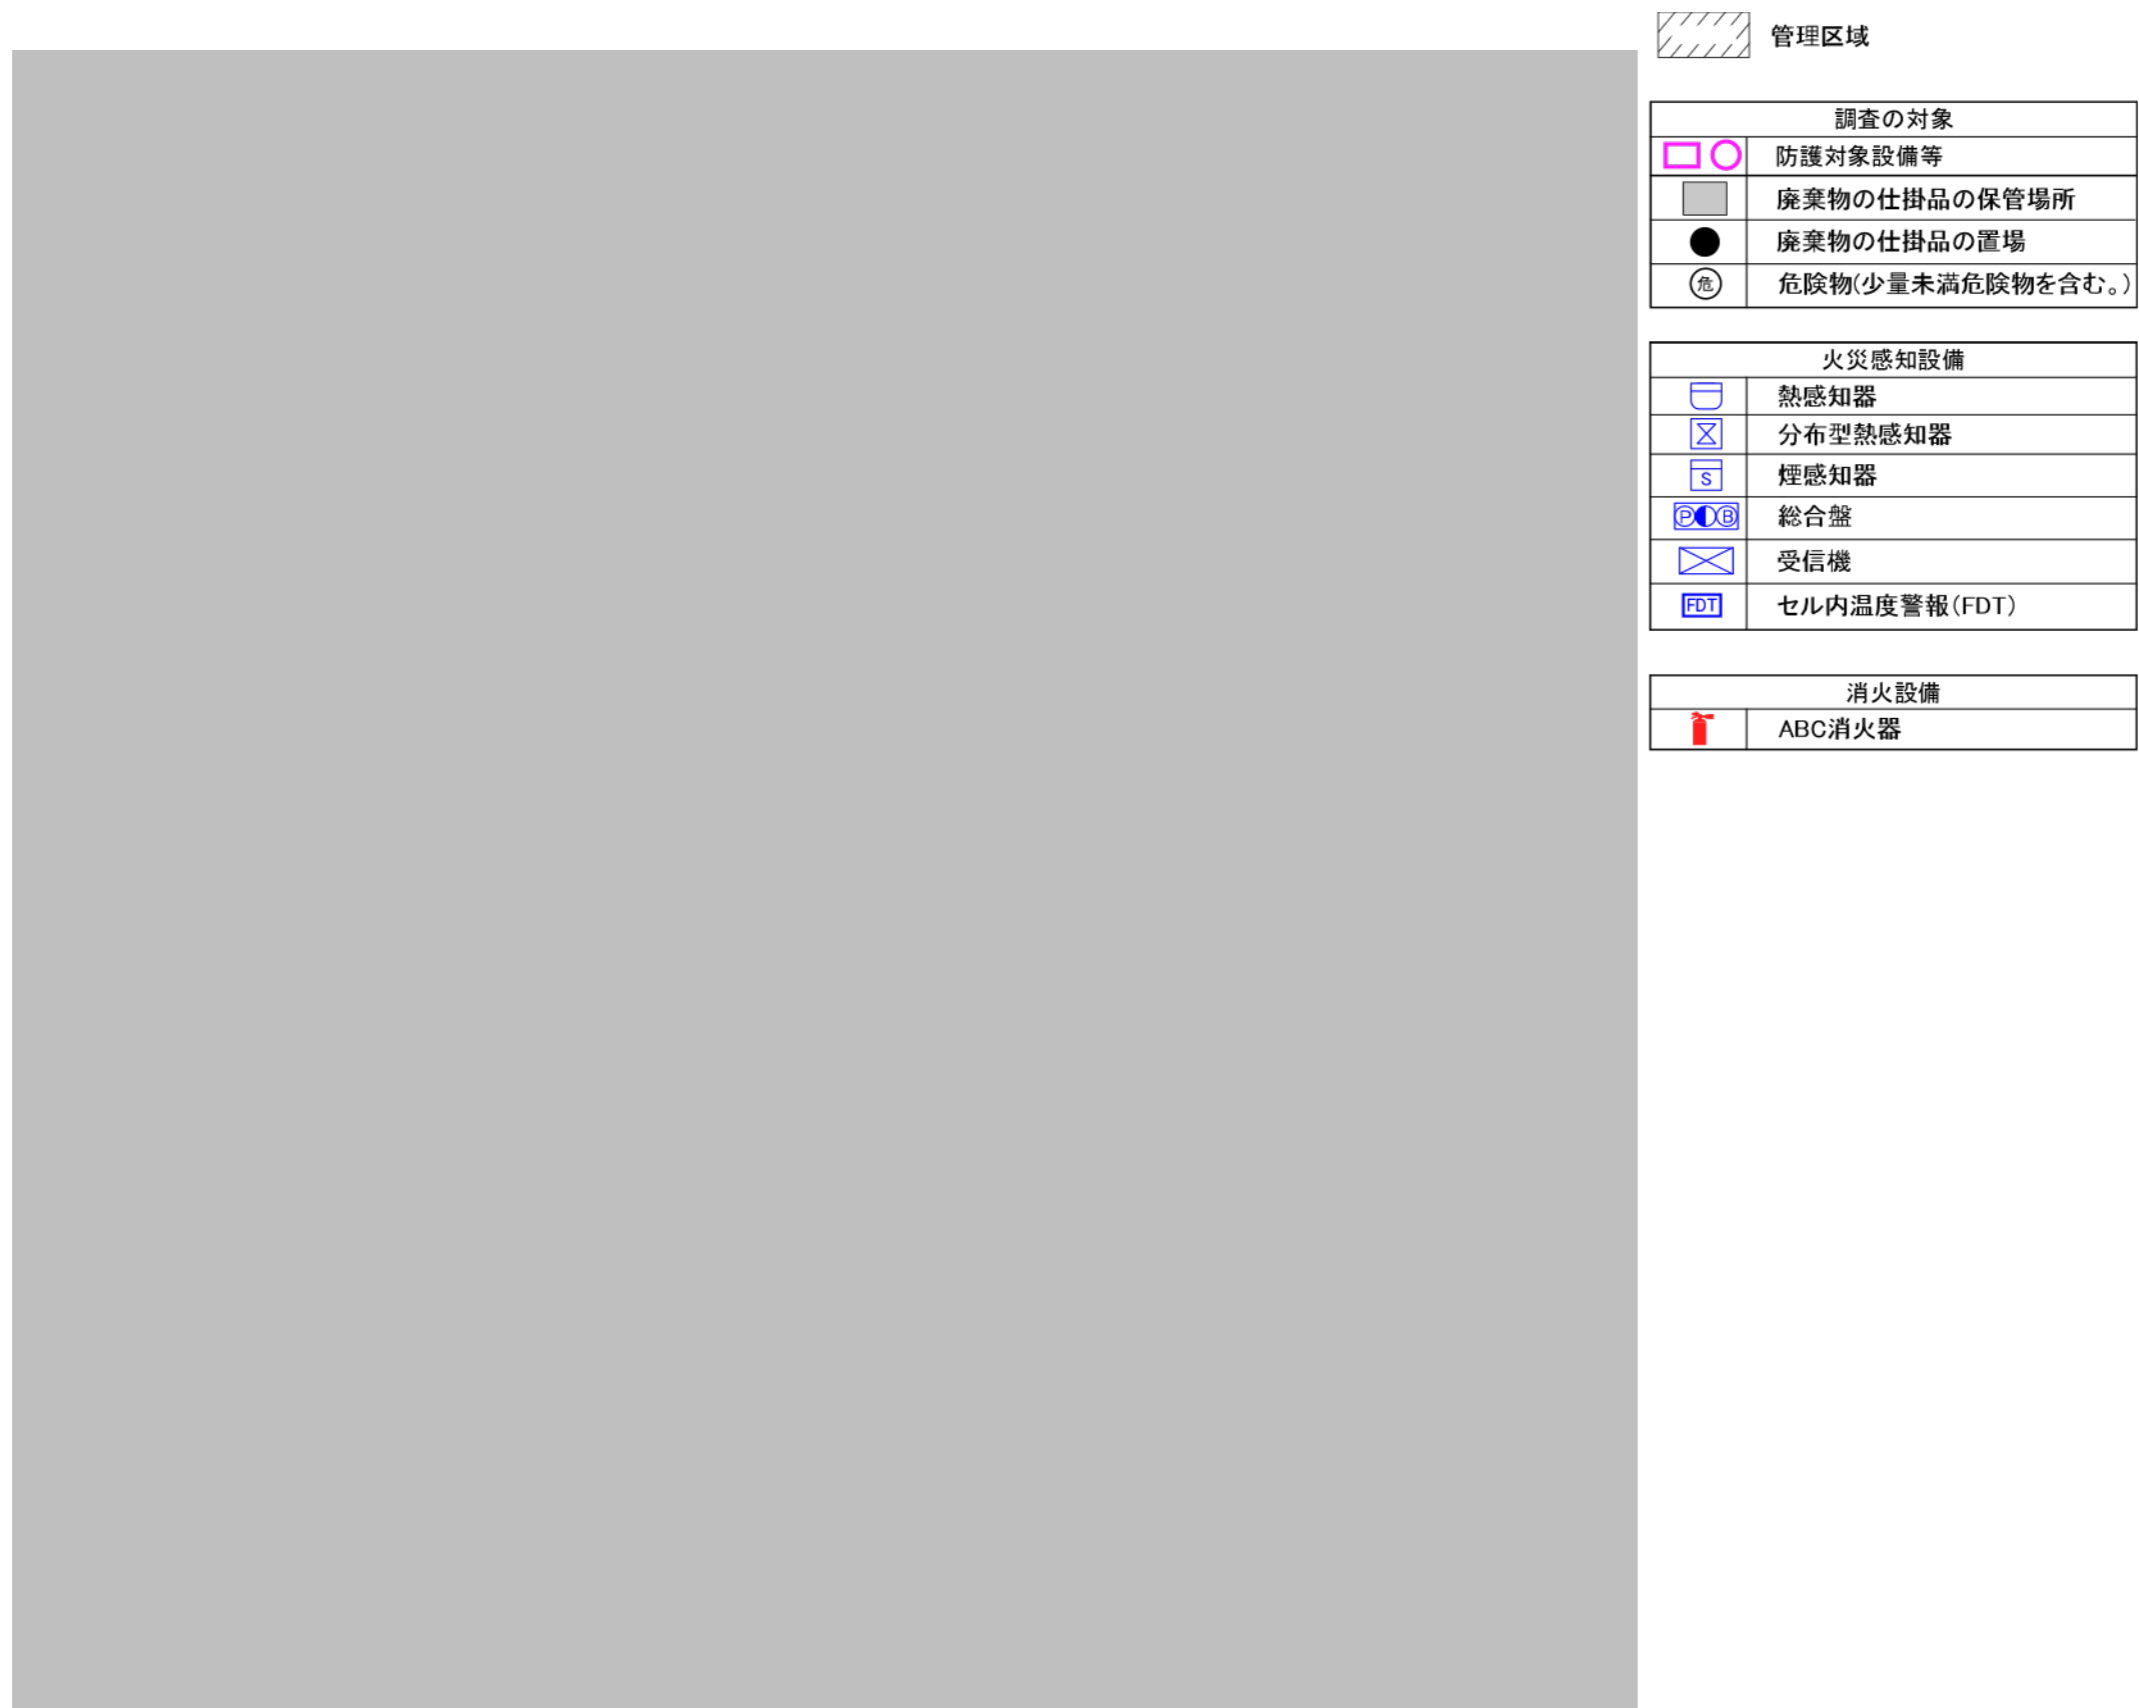 管理区域
調査の対象
防護対象設備等
廃棄物の仕掛品の保管場所
廃棄物の仕掛品の置場
危 危険物(少量未満危険物を含む。)
火災感知設備
熱感知器
分布型熱感知器
S 煙感知器
P B 総合盤
受信機
FDT セル内温度警報(FDT)
消火設備
ABC消火器